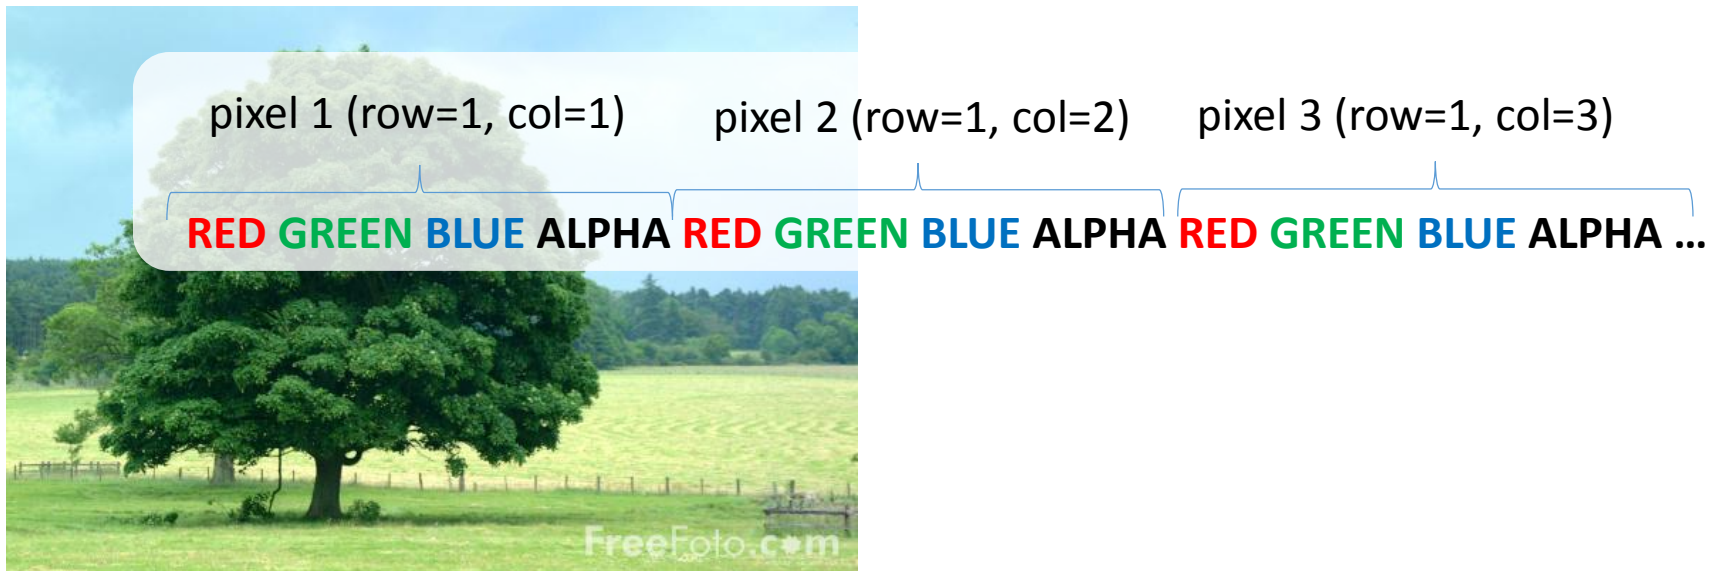 pixel 1 (row=1, col=1) pixel 2 (row=1, col=2) pixel 3 (row=1, col=3)
RED GREEN BLUE ALPHA RED GREEN BLUE ALPHA RED GREEN BLUE ALPHA ...
FreeFoto.com